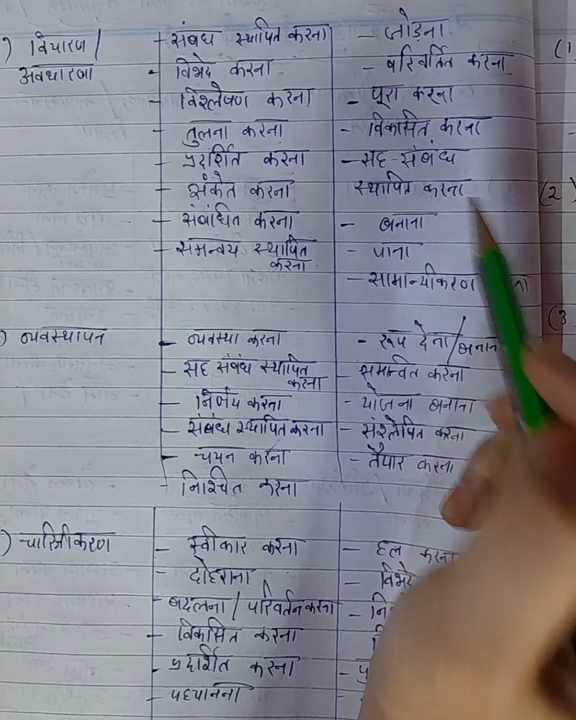 ) विचारण / - संबंध स्थापित करना - जोड़ना (1
अवधारणा - विभेद करना - परिवर्तित करना
- विश्लेषण करना - पूरा करना
- तुलना करना - विकसित करना
- प्रदर्शित करना - सह-संबंध
- संकेत करना स्थापित करना (2)
- संबंधित करना - बनाना
- समन्वय स्थापित - पाना
करना - सामान्यीकरण
) व्यवस्थापन - व्यवस्था करना - रूप देना/बनाना (3
- सह संबंध स्थापित - समन्वित करना
करना
- निर्णय करना - योजना बनाना
- संबंध स्थापित करना - संश्लेषित करना
- चयन करना - तैयार करना
- निश्चित करना
) चारित्रीकरण - स्वीकार करना - हल करना
- दोहराना - विभेद
- बदलना / परिवर्तन करना
- विकसित करना
- प्रदर्शित करना
- पहचानना